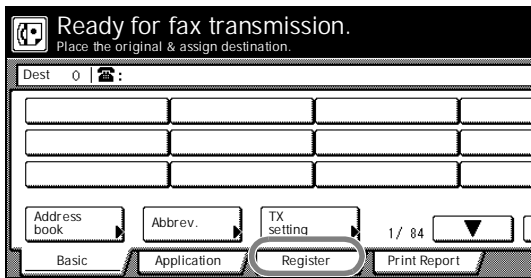 Ready for fax transmission.
Place the original & assign destination.
Dest 0 ☎:
Address book
Abbrev.
TX setting
1/ 84
Basic
Application
Register
Print Report